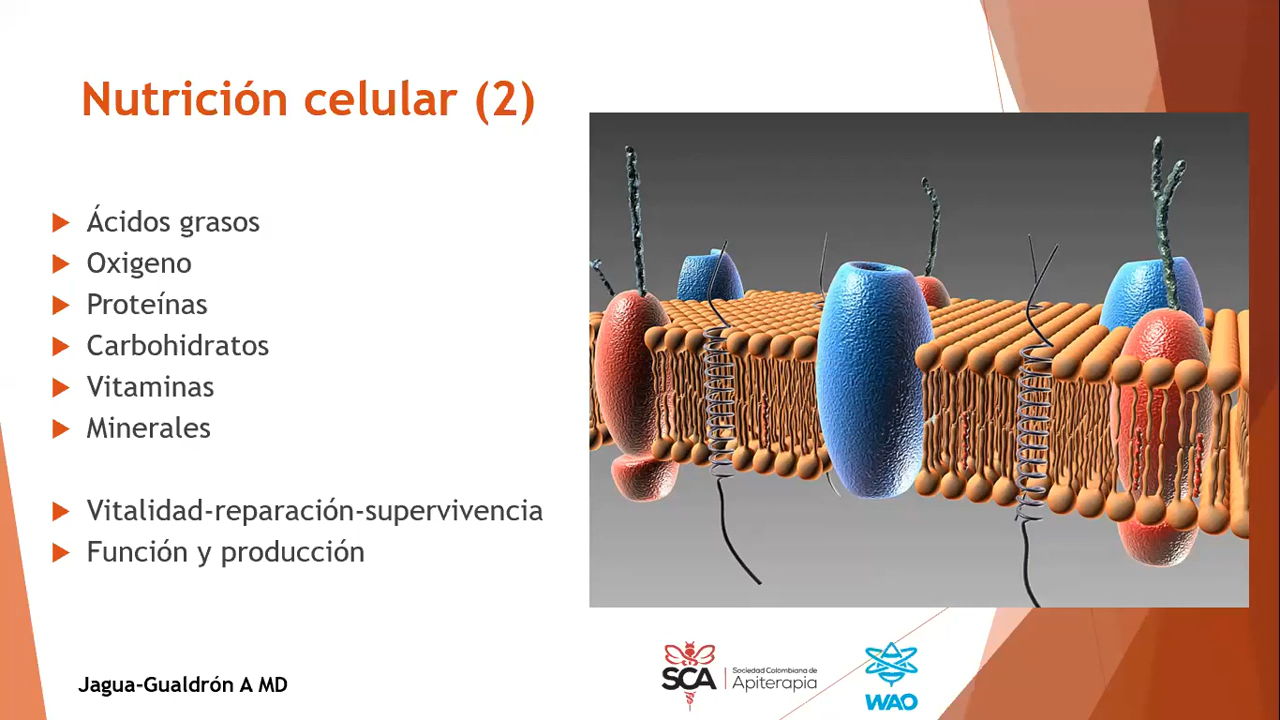 Nutrición celular (2)
Ácidos grasos
Oxigeno
Proteínas
Carbohidratos
Vitaminas
Minerales
Vitalidad-reparación-supervivencia
Función y producción
Jagua-Gualdrón A MD
SCA
Sociedad Colombiana de
Apiterapia
WAO